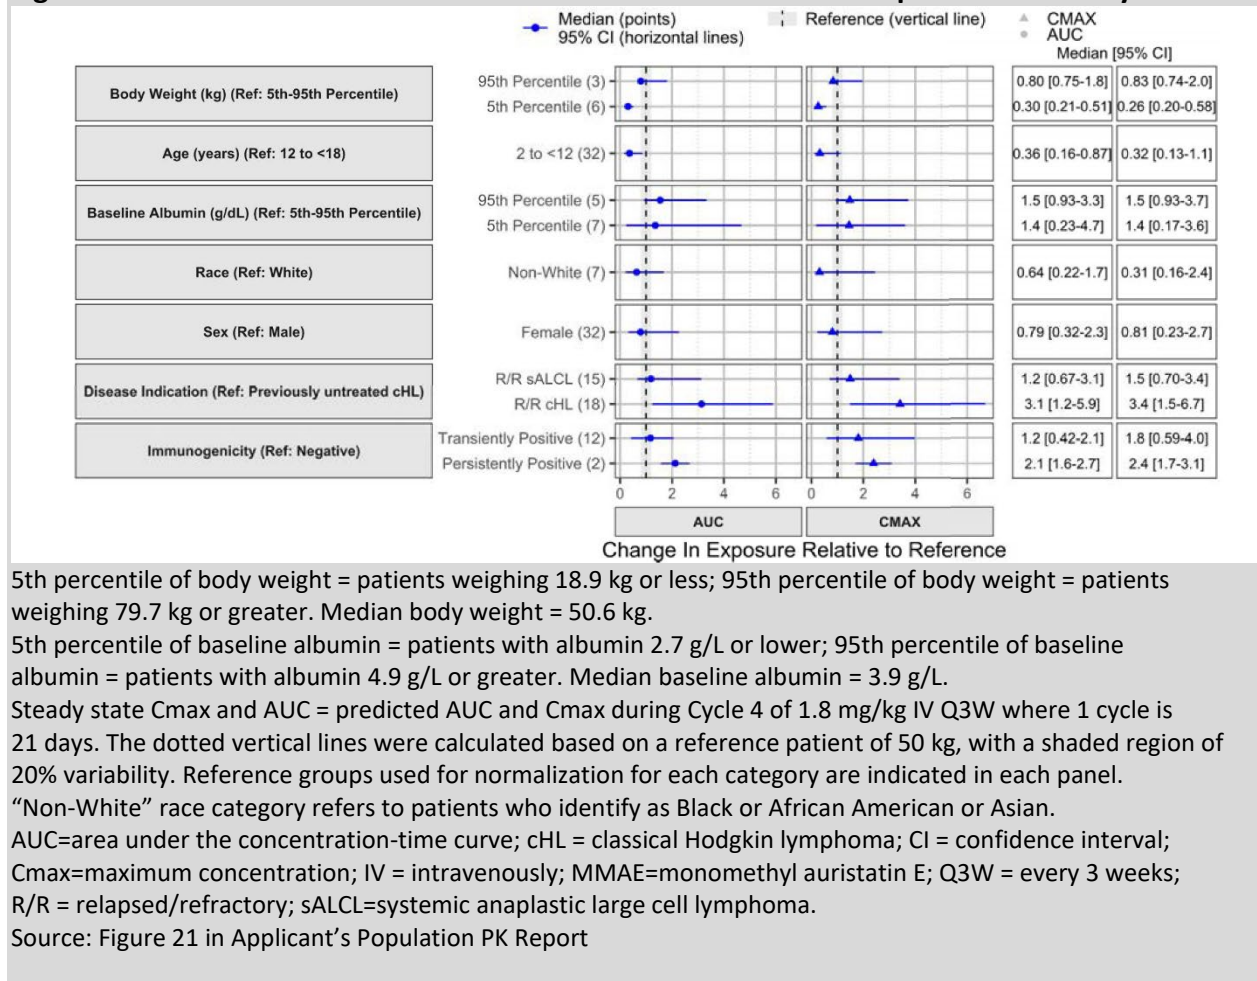 Median (points)
95% CI (horizontal lines)
Reference (vertical line)
CMAX
AUC
Median [95% CI]
Body Weight (kg) (Ref: 5th-95th Percentile)
95th Percentile (3)
0.80 [0.75-1.8] 0.83 [0.74-2.0]
5th Percentile (6)
0.30 [0.21-0.51] 0.26 [0.20-0.58]
Age (years) (Ref: 12 to <18)
2 to <12 (32)
0.36 [0.16-0.87] 0.32 [0.13-1.1]
Baseline Albumin (g/dL) (Ref: 5th-95th Percentile)
95th Percentile (5)
1.5 [0.93-3.3] 1.5 [0.93-3.7]
5th Percentile (7)
1.4 [0.23-4.7] 1.4 [0.17-3.6]
Race (Ref: White)
Non-White (7)
0.64 [0.22-1.7] 0.31 [0.16-2.4]
Sex (Ref: Male)
Female (32)
0.79 [0.32-2.3] 0.81 [0.23-2.7]
Disease Indication (Ref: Previously untreated cHL)
R/R sALCL (15)
1.2 [0.67-3.1] 1.5 [0.70-3.4]
R/R cHL (18)
3.1 [1.2-5.9] 3.4 [1.5-6.7]
Immunogenicity (Ref: Negative)
Transiently Positive (12)
1.2 [0.42-2.1] 1.8 [0.59-4.0]
Persistently Positive (2)
2.1 [1.6-2.7] 2.4 [1.7-3.1]
0 2 4 6 0 2 4 6
AUC CMAX
Change In Exposure Relative to Reference
5th percentile of body weight = patients weighing 18.9 kg or less; 95th percentile of body weight = patients
weighing 79.7 kg or greater. Median body weight = 50.6 kg.
5th percentile of baseline albumin = patients with albumin 2.7 g/L or lower; 95th percentile of baseline
albumin = patients with albumin 4.9 g/L or greater. Median baseline albumin = 3.9 g/L.
Steady state Cmax and AUC = predicted AUC and Cmax during Cycle 4 of 1.8 mg/kg IV Q3W where 1 cycle is
21 days. The dotted vertical lines were calculated based on a reference patient of 50 kg, with a shaded region of
20% variability. Reference groups used for normalization for each category are indicated in each panel.
“Non-White” race category refers to patients who identify as Black or African American or Asian.
AUC=area under the concentration-time curve; cHL = classical Hodgkin lymphoma; CI = confidence interval;
Cmax=maximum concentration; IV = intravenously; MMAE=monomethyl auristatin E; Q3W = every 3 weeks;
R/R = relapsed/refractory; sALCL=systemic anaplastic large cell lymphoma.
Source: Figure 21 in Applicant’s Population PK Report